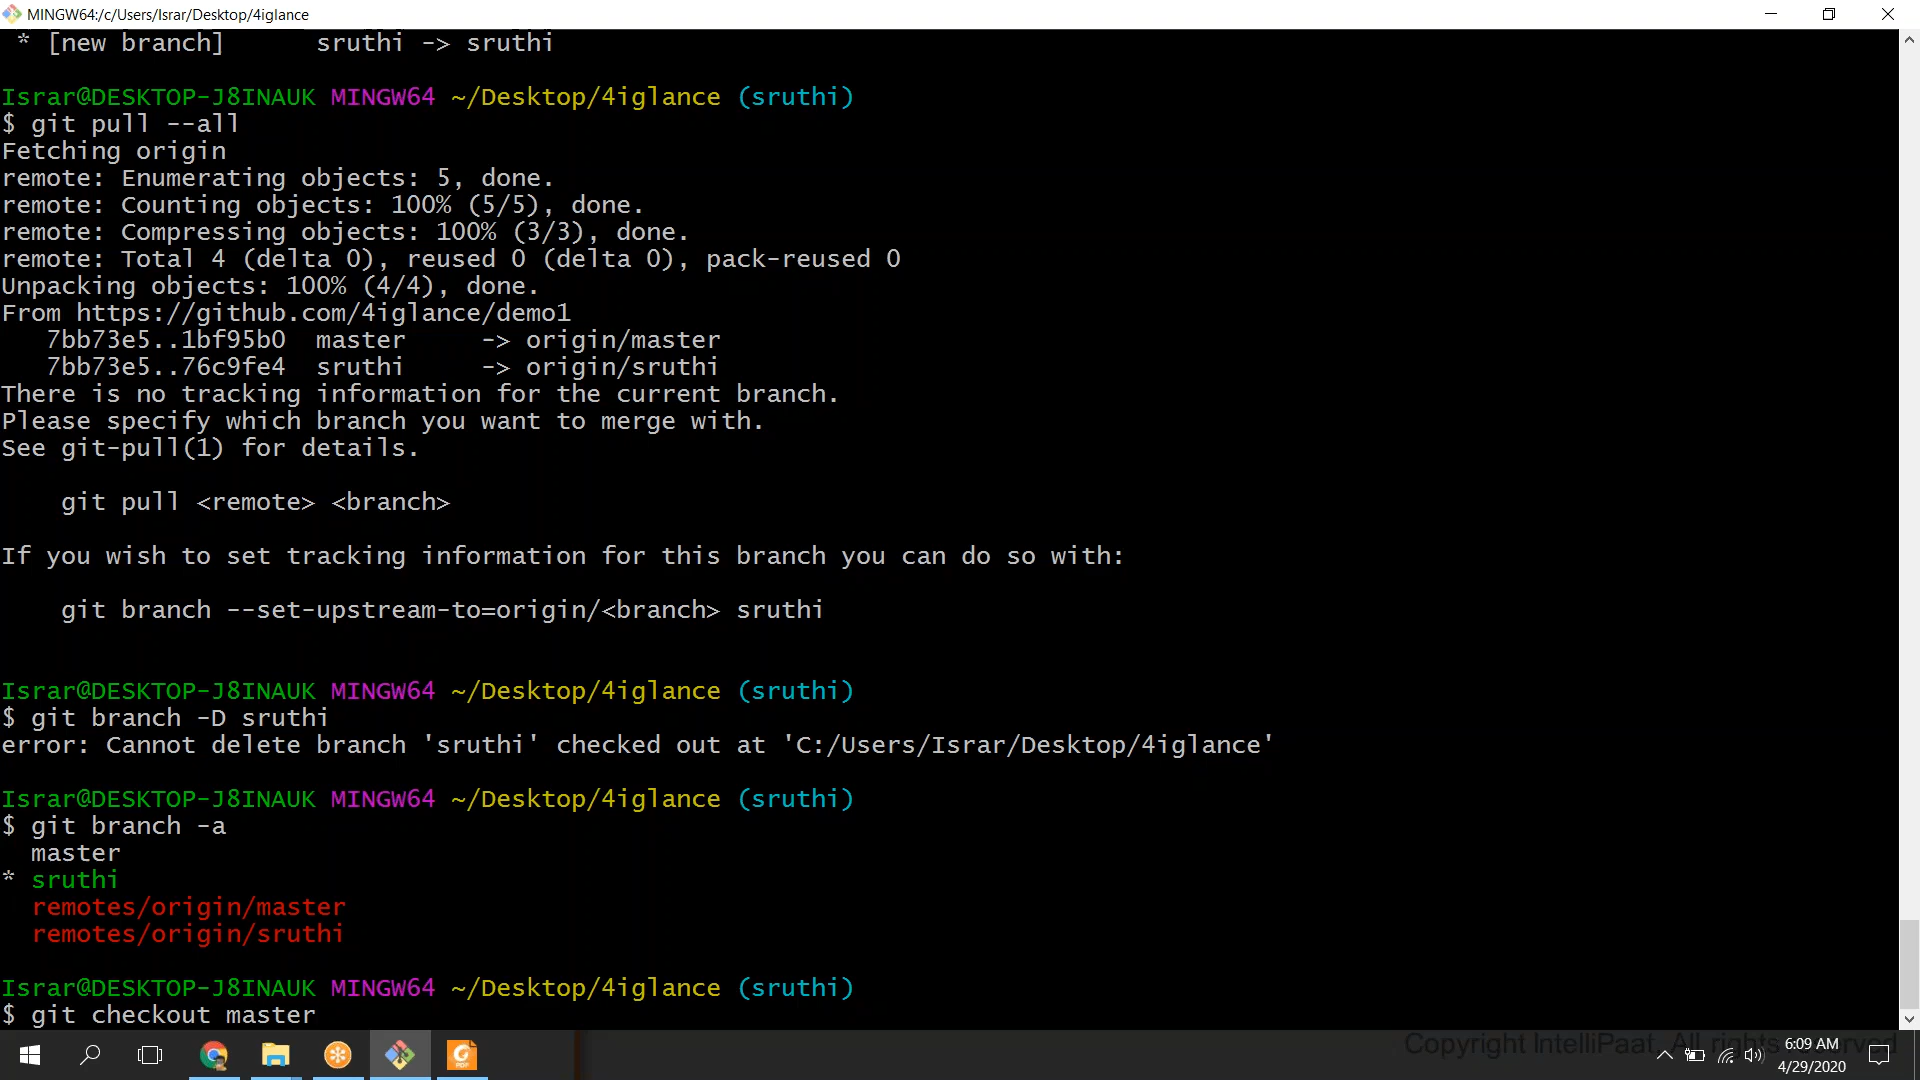 MINGW64:/c/Users/Israr/Desktop/4iglance
* [new branch]      sruthi -> sruthi
Israr@DESKTOP-J8INAUK MINGW64 ~/Desktop/4iglance (sruthi)
$ git pull --all
Fetching origin
remote: Enumerating objects: 5, done.
remote: Counting objects: 100% (5/5), done.
remote: Compressing objects: 100% (3/3), done.
remote: Total 4 (delta 0), reused 0 (delta 0), pack-reused 0
Unpacking objects: 100% (4/4), done.
From https://github.com/4iglance/demo1
   7bb73e5..1bf95b0  master     -> origin/master
   7bb73e5..76c9fe4  sruthi     -> origin/sruthi
There is no tracking information for the current branch.
Please specify which branch you want to merge with.
See git-pull(1) for details.
    git pull <remote> <branch>
If you wish to set tracking information for this branch you can do so with:
    git branch --set-upstream-to=origin/<branch> sruthi
Israr@DESKTOP-J8INAUK MINGW64 ~/Desktop/4iglance (sruthi)
$ git branch -D sruthi
error: Cannot delete branch 'sruthi' checked out at 'C:/Users/Israr/Desktop/4iglance'
Israr@DESKTOP-J8INAUK MINGW64 ~/Desktop/4iglance (sruthi)
$ git branch -a
  master
* sruthi
  remotes/origin/master
  remotes/origin/sruthi
Israr@DESKTOP-J8INAUK MINGW64 ~/Desktop/4iglance (sruthi)
$ git checkout master
Copyright IntelliPaat, All rights reserved
6:09 AM
4/29/2020